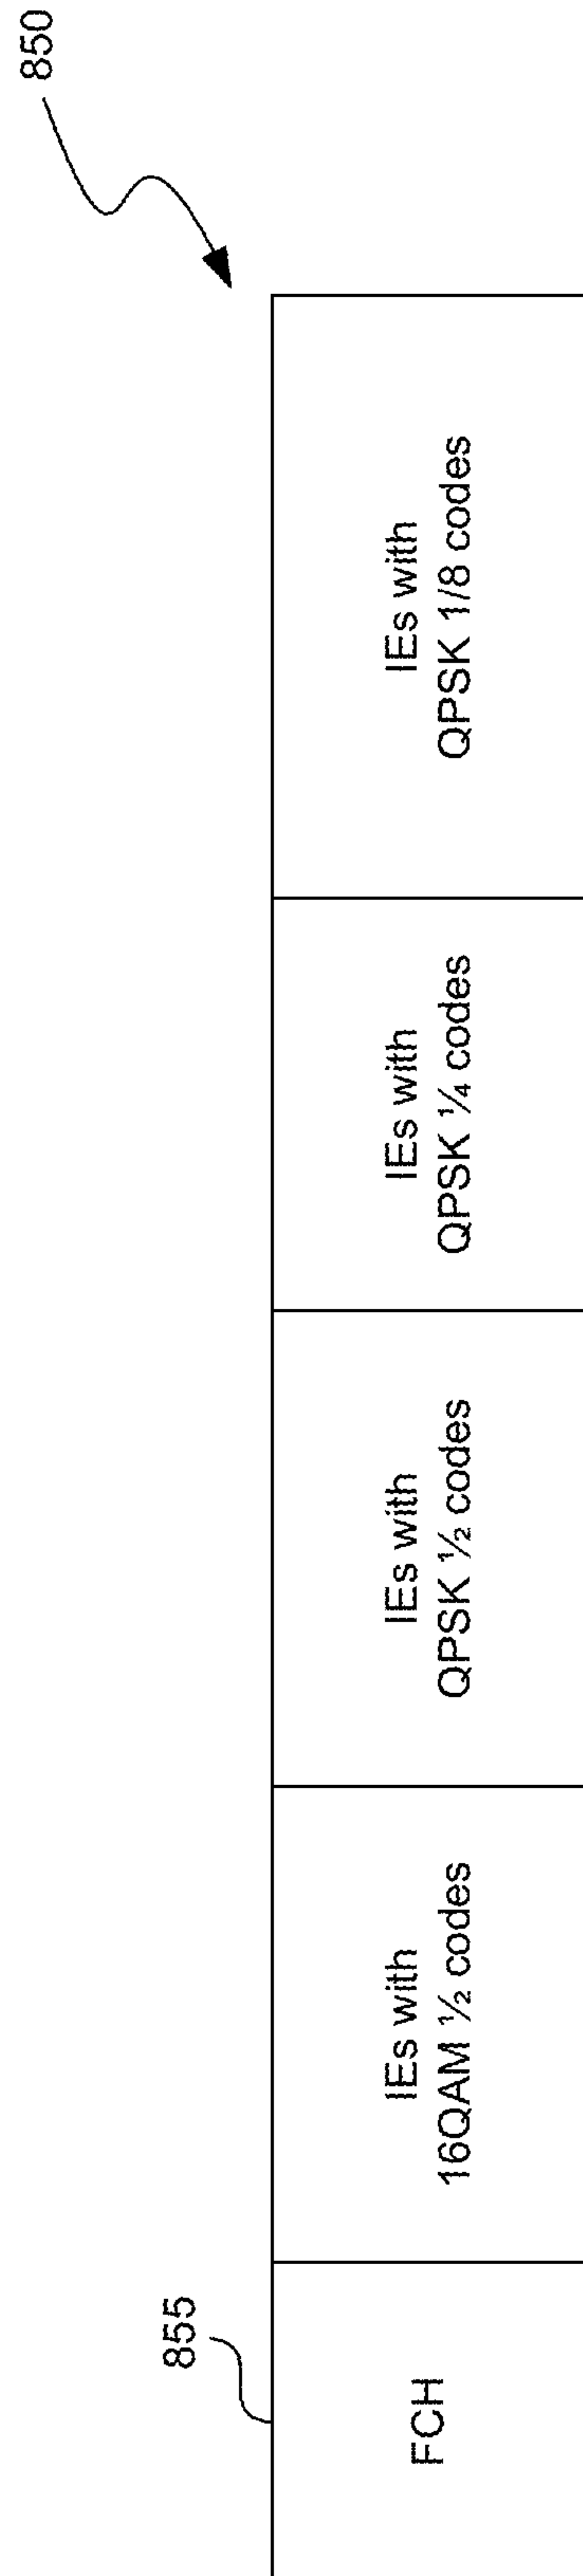 850
855
FCH
IEs with
16QAM ½ codes
IEs with
QPSK ½ codes
IEs with
QPSK ¼ codes
IEs with
QPSK 1/8 codes